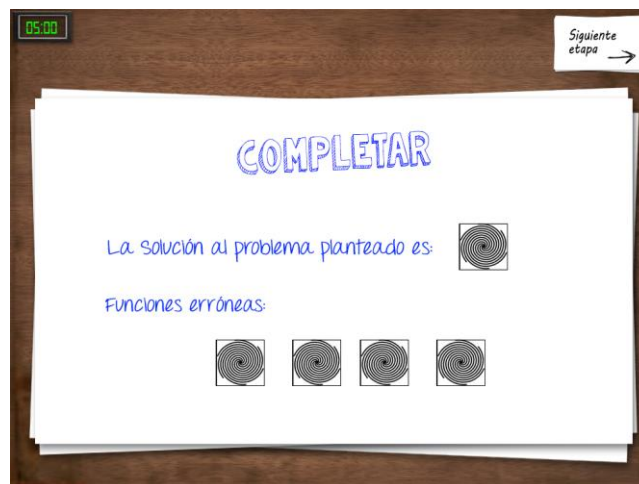 05:00
Siguiente
etapa
COMPLETAR
La solución al problema planteado es:
Funciones erróneas: